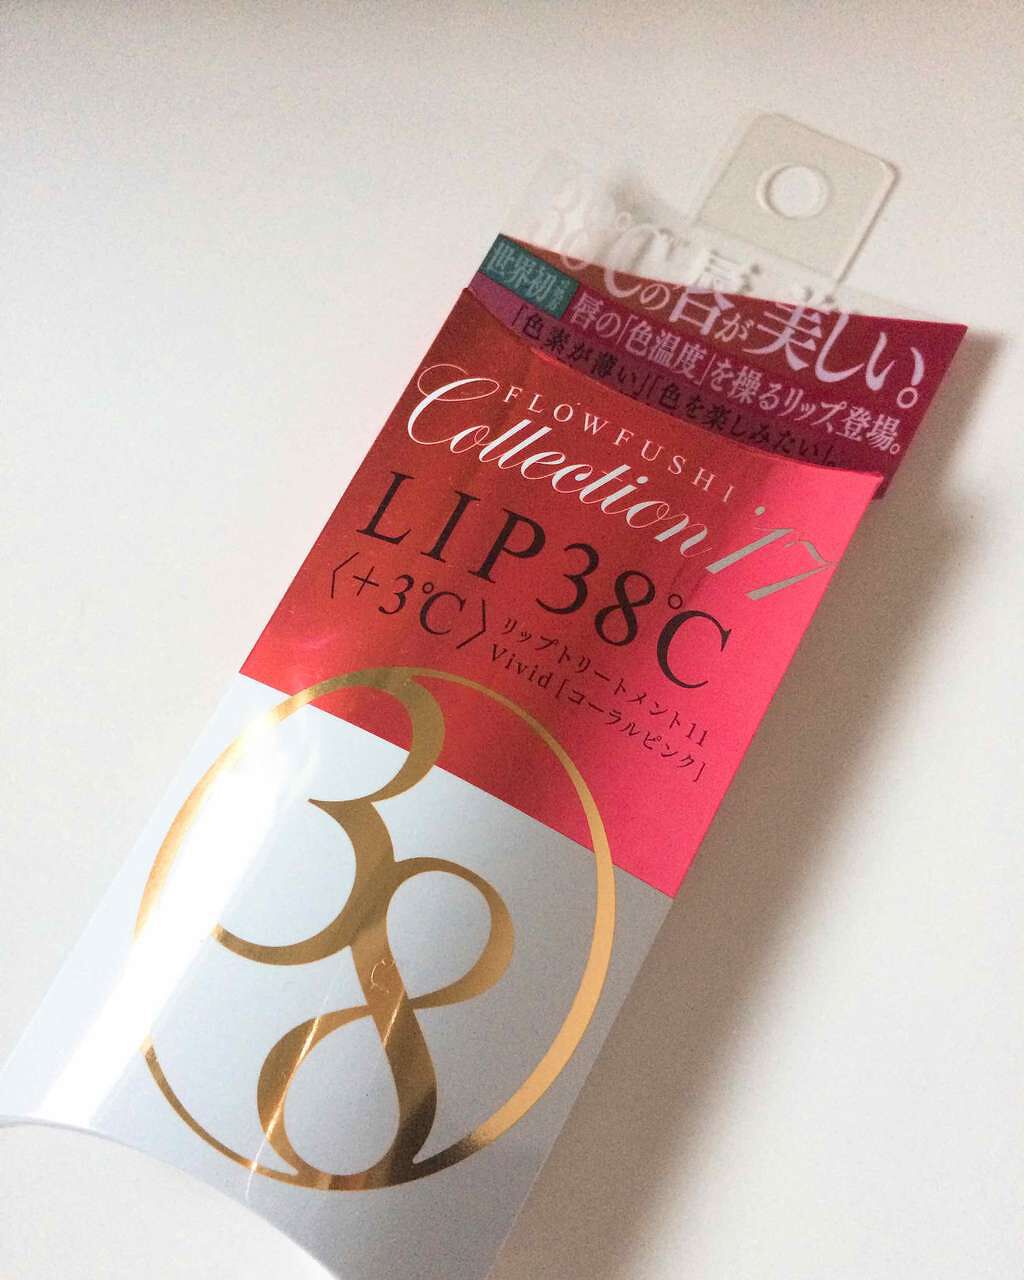 38℃の唇が美しい。
世界初
唇の「色温度」を操るリップ、登場。
「色素が薄い」「色を楽しみたい」
FLOWFUSHI
Collection '17
LIP38℃
〈+3℃〉
リップトリートメント11
Vivid [コーラルピンク]
38